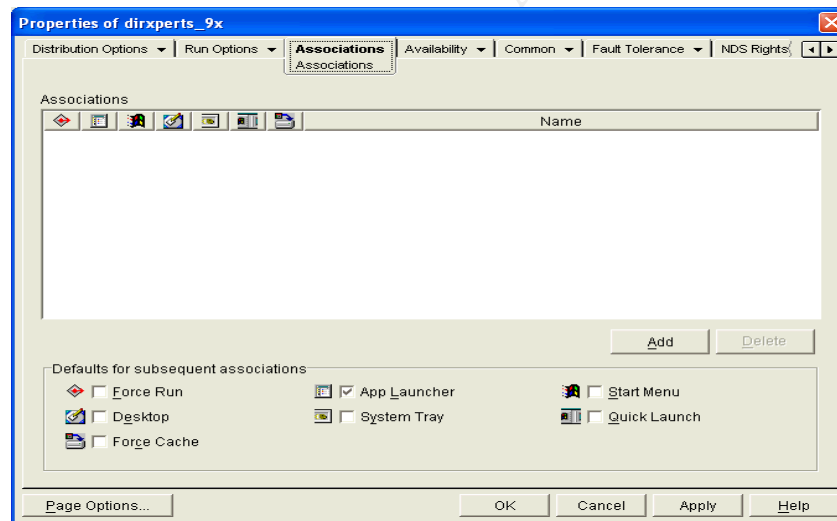 Properties of dirxperts_9x
Distribution Options Run Options Associations Availability Common Fault Tolerance NDS Rights
Associations
Associations
Name
Add Delete
Defaults for subsequent associations
Force Run App Launcher Start Menu
Desktop System Tray Quick Launch
Force Cache
Page Options... OK Cancel Apply Help